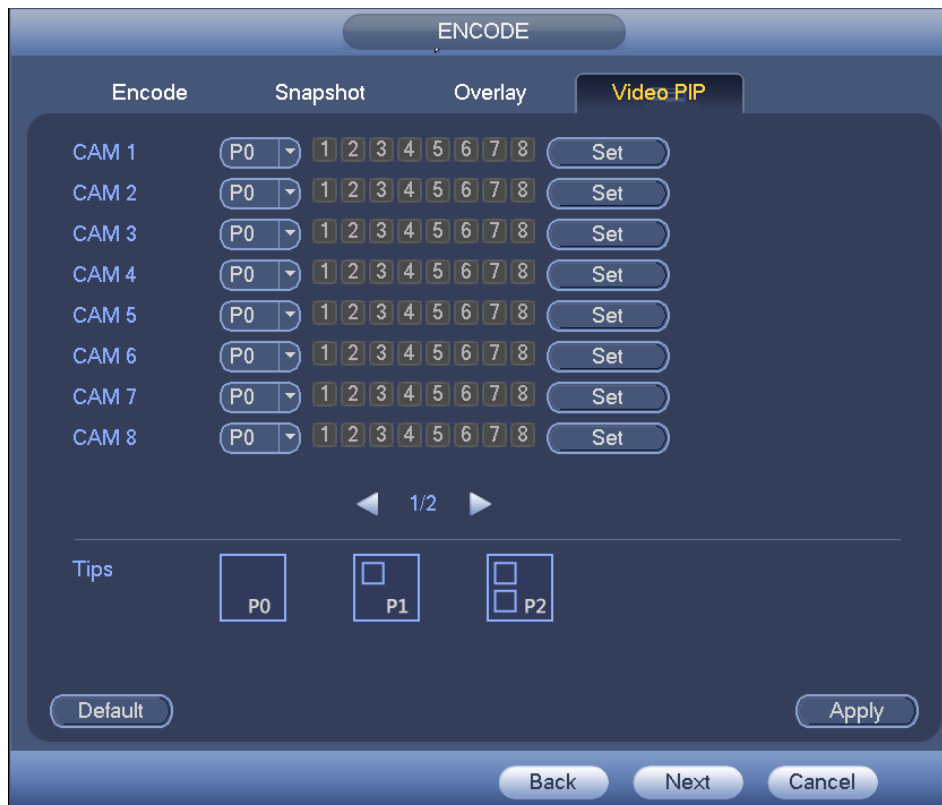 ENCODE
Encode Snapshot Overlay Video PIP
CAM 1 P0 1 2 3 4 5 6 7 8 Set
CAM 2 P0 1 2 3 4 5 6 7 8 Set
CAM 3 P0 1 2 3 4 5 6 7 8 Set
CAM 4 P0 1 2 3 4 5 6 7 8 Set
CAM 5 P0 1 2 3 4 5 6 7 8 Set
CAM 6 P0 1 2 3 4 5 6 7 8 Set
CAM 7 P0 1 2 3 4 5 6 7 8 Set
CAM 8 P0 1 2 3 4 5 6 7 8 Set
1/2
Tips P0 P1 P2
Default Apply
Back Next Cancel